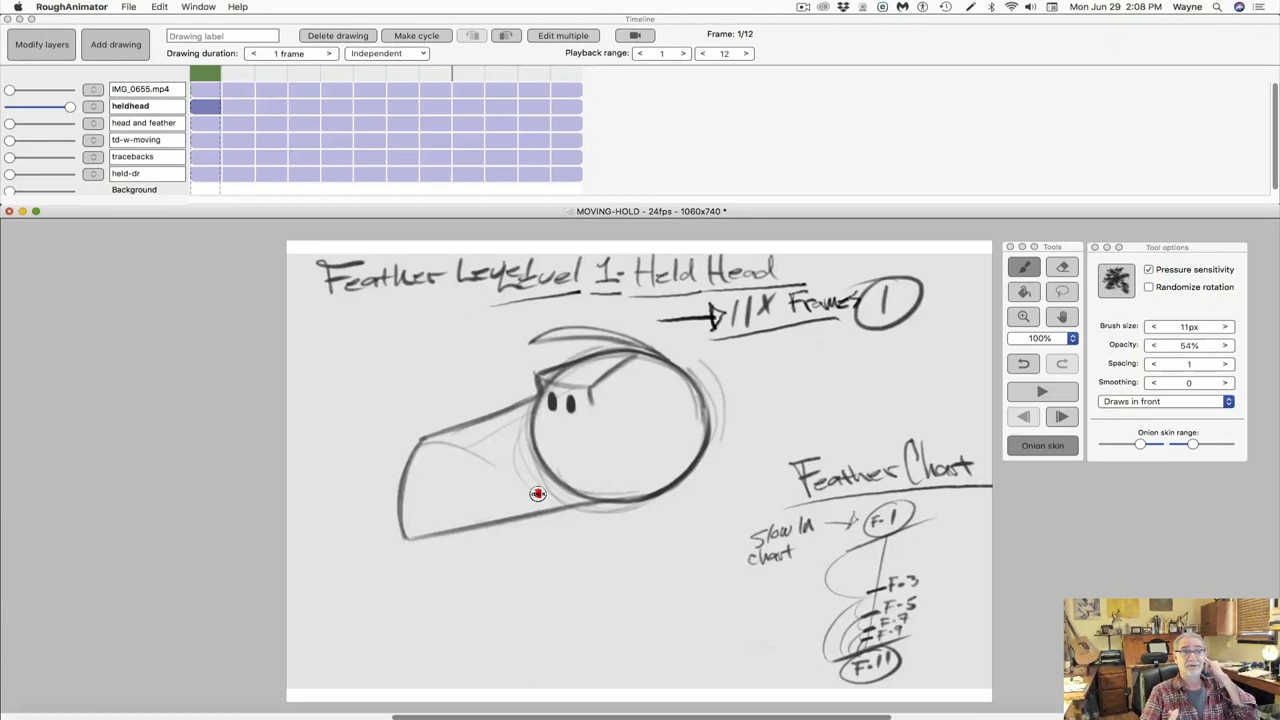 RoughAnimator File Edit Window Help
Mon Jun 29 2:08 PM Wayne
Timeline
Modify layers
Add drawing
Drawing label
Delete drawing
Make cycle
Edit multiple
Frame: 1/12
Drawing duration: < 1 frame >
Independent
Playback range: < 1 > < 12 >
IMG_0655.mp4
heldhead
head and feather
td-w-moving
tracebacks
held-dr
Background
MOVING-HOLD - 24fps - 1060x740 *
Feather Level 1- Held Head
11X Frames 1
Feather Chart
Slow In
chart
F-1
F-3
F-5
F-7
F-9
F-11
Tools
100%
Onion skin
Tool options
Pressure sensitivity
Randomize rotation
Brush size: < 11px >
Opacity: < 54% >
Spacing: < 1 >
Smoothing: < 0 >
Draws in front
Onion skin range: